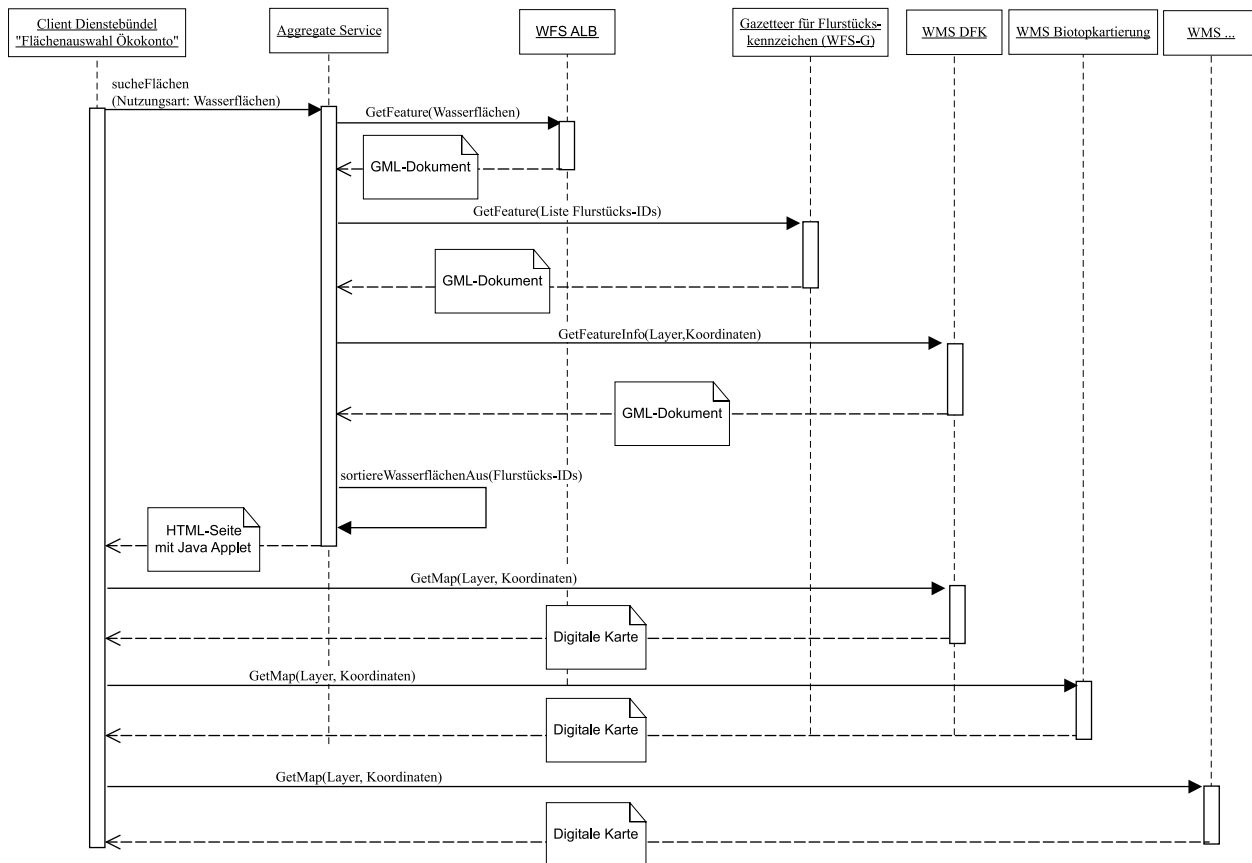 Client Dienstebündel
"Flächenauswahl Ökokonto"
Aggregate Service
WFS ALB
Gazetteer für Flurstücks-
kennzeichen (WFS-G)
WMS DFK
WMS Biotopkartierung
WMS ...
sucheFlächen
(Nutzungsart: Wasserflächen)
GetFeature(Wasserflächen)
GML-Dokument
GetFeature(Liste Flurstücks-IDs)
GML-Dokument
GetFeatureInfo(Layer,Koordinaten)
GML-Dokument
sortiereWasserflächenAus(Flurstücks-IDs)
HTML-Seite
mit Java Applet
GetMap(Layer, Koordinaten)
Digitale Karte
GetMap(Layer, Koordinaten)
Digitale Karte
GetMap(Layer, Koordinaten)
Digitale Karte